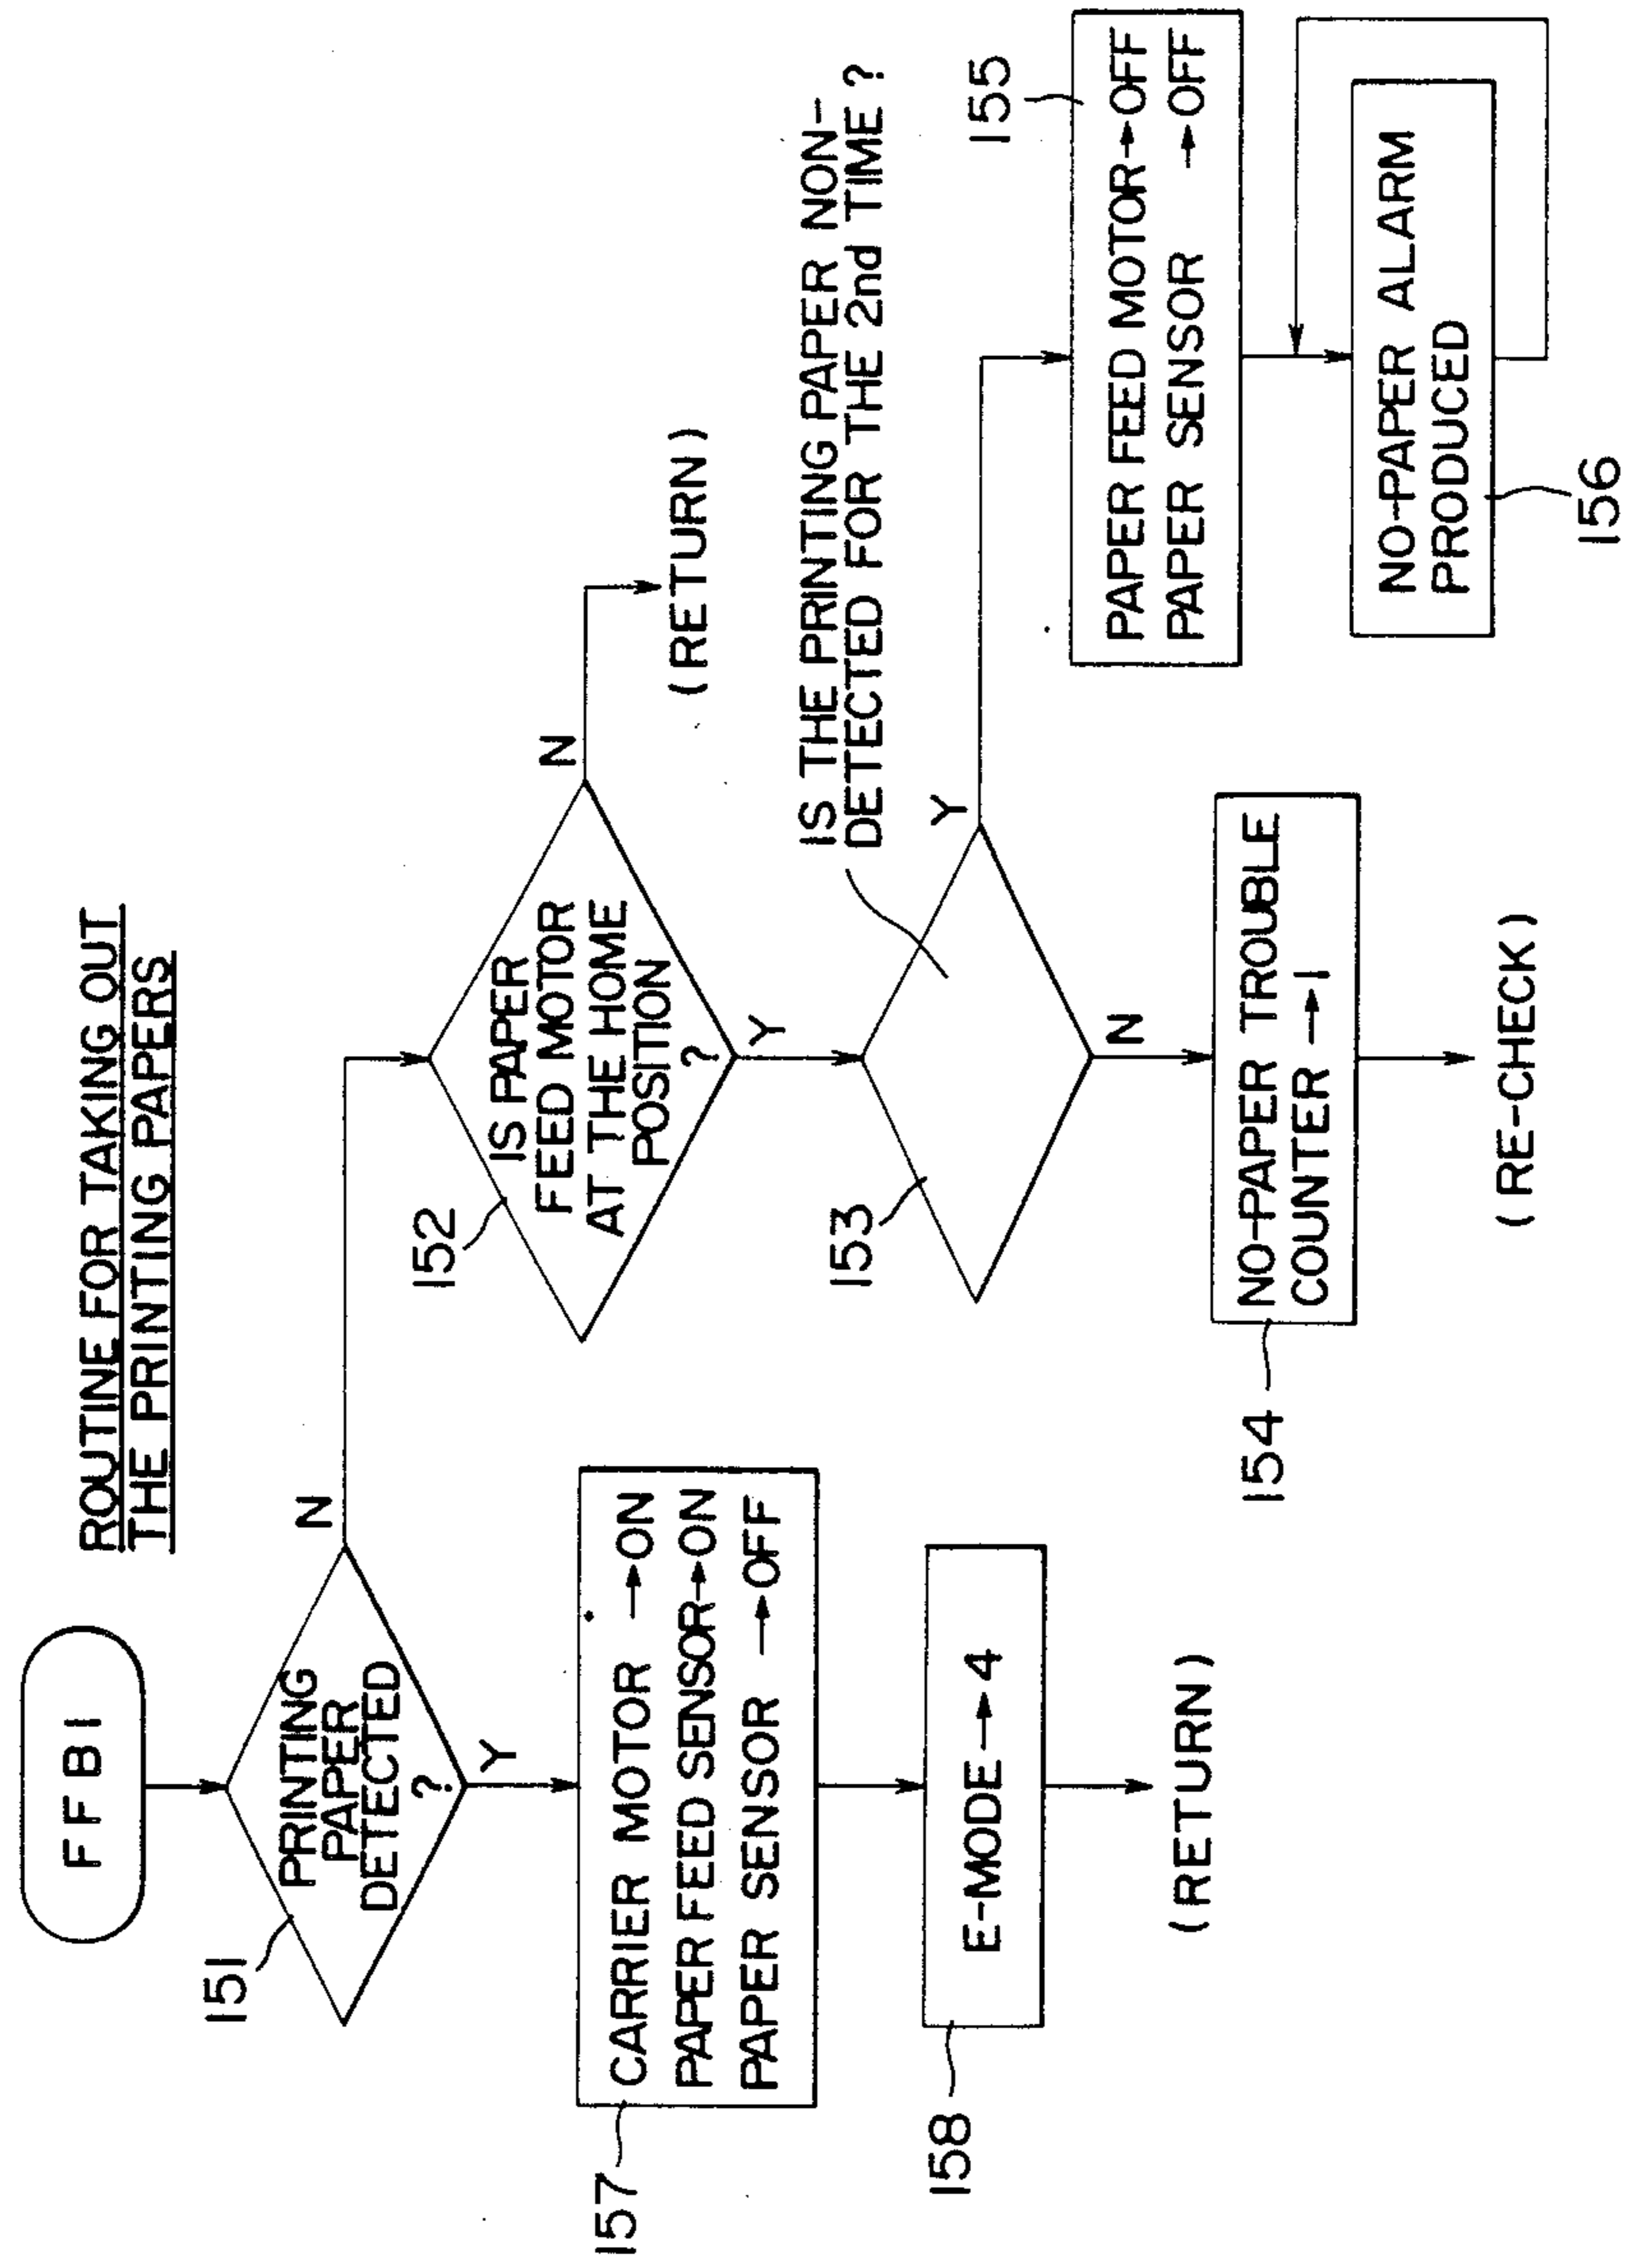 ROUTINE FOR TAKING OUT
THE PRINTING PAPERS
FFB1
151
PRINTING
PAPER
DETECTED
?
N
Y
157
CARRIER MOTOR →ON
PAPER FEED SENSOR→ON
PAPER SENSOR →OFF
158
E-MODE→4
(RETURN)
152
IS PAPER
FEED MOTOR
AT THE HOME
POSITION
?
N
(RETURN)
Y
153
IS THE PRINTING PAPER NON-
DETECTED FOR THE 2nd TIME ?
Y
N
154
NO-PAPER TROUBLE
COUNTER →1
(RE-CHECK)
155
PAPER FEED MOTOR→OFF
PAPER SENSOR →OFF
NO-PAPER ALARM
PRODUCED
156